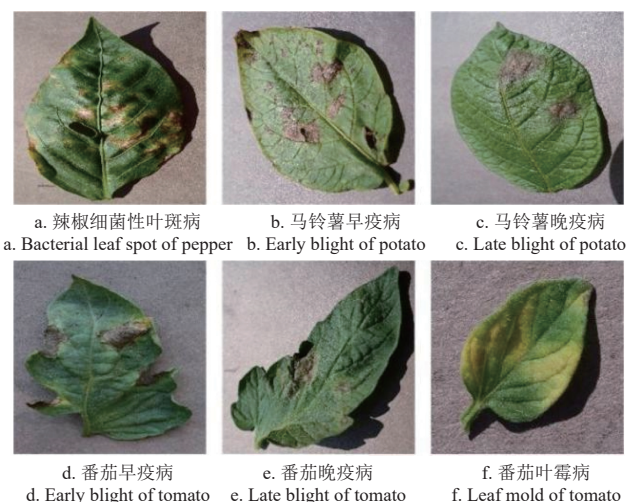 a. 辣椒细菌性叶斑病
b. 马铃薯早疫病
c. 马铃薯晚疫病
a. Bacterial leaf spot of pepper
b. Early blight of potato
c. Late blight of potato
d. 番茄早疫病
e. 番茄晚疫病
f. 番茄叶霉病
d. Early blight of tomato
e. Late blight of tomato
f. Leaf mold of tomato